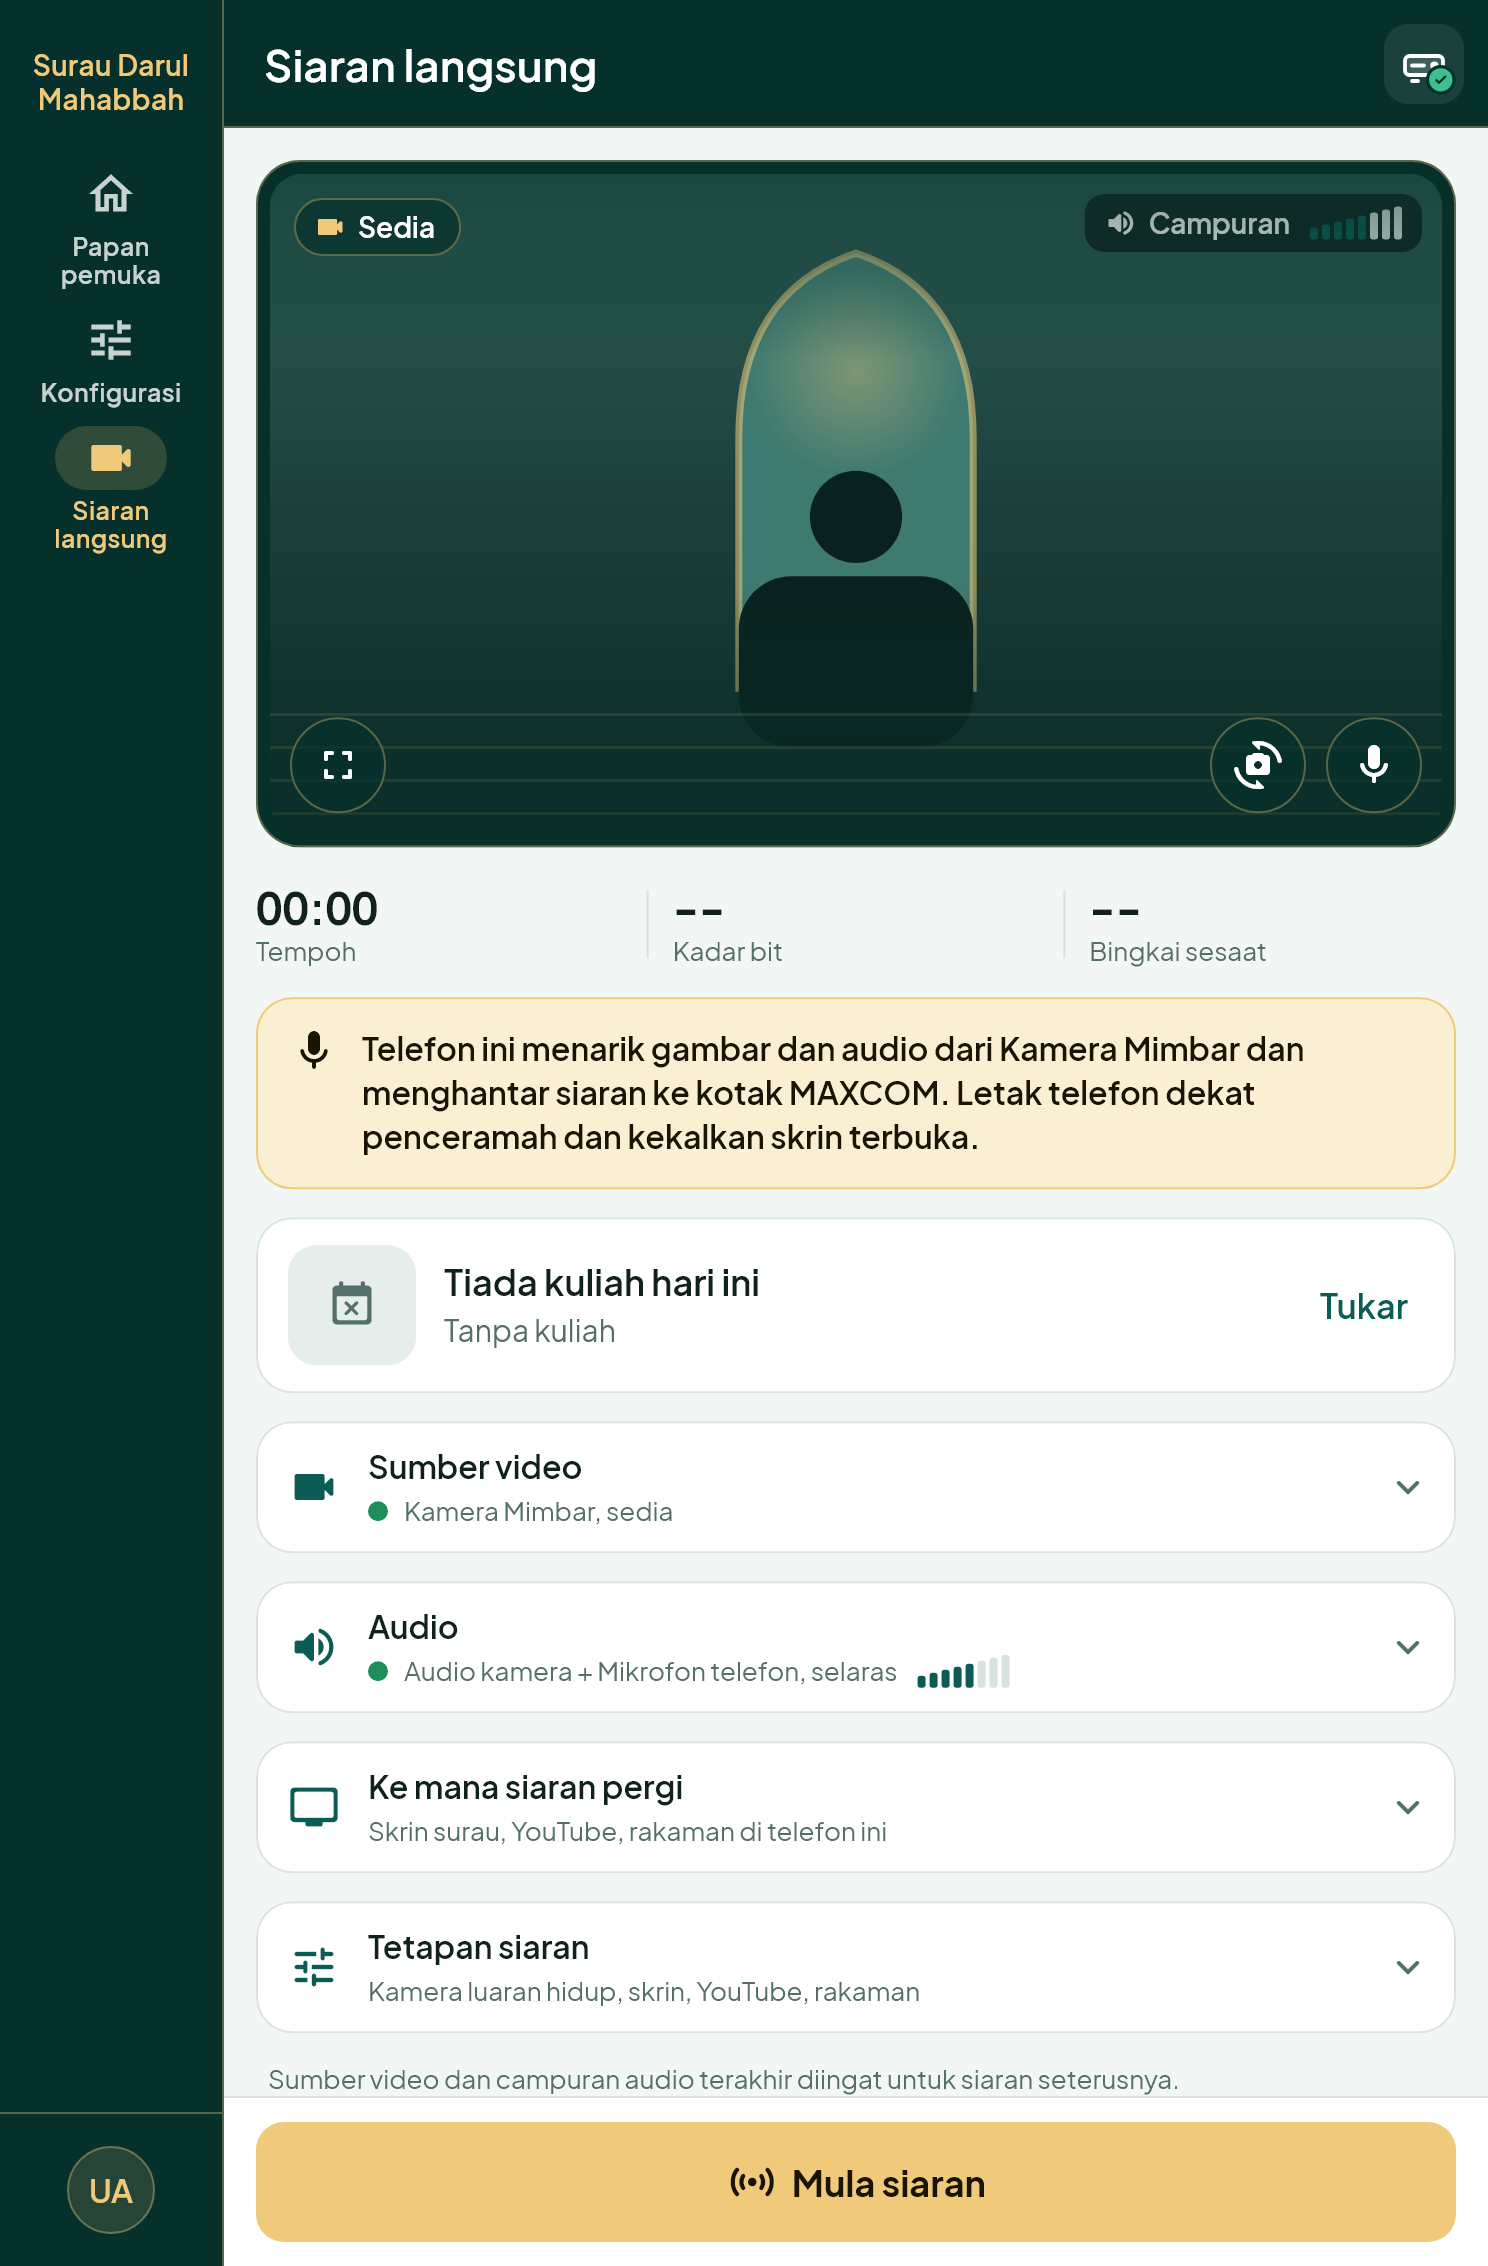 Surau Darul
Mahabbah
Papan
pemuka
Konfigurasi
Siaran
langsung
UA
Siaran langsung
Sedia
Campuran
00:00
Tempoh
--
Kadar bit
--
Bingkai sesaat
Telefon ini menarik gambar dan audio dari Kamera Mimbar dan
menghantar siaran ke kotak MAXCOM. Letak telefon dekat
penceramah dan kekalkan skrin terbuka.
Tiada kuliah hari ini
Tanpa kuliah
Tukar
Sumber video
Kamera Mimbar, sedia
Audio
Audio kamera + Mikrofon telefon, selaras
Ke mana siaran pergi
Skrin surau, YouTube, rakaman di telefon ini
Tetapan siaran
Kamera luaran hidup, skrin, YouTube, rakaman
Sumber video dan campuran audio terakhir diingat untuk siaran seterusnya.
Mula siaran